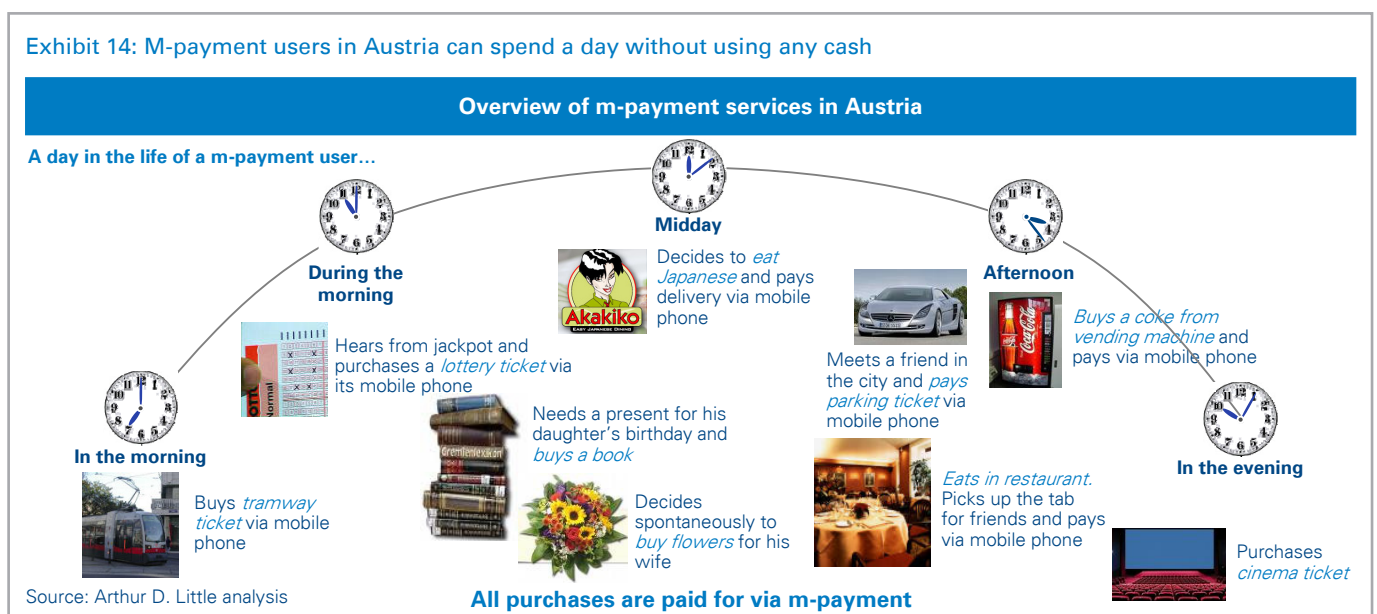 Exhibit 14: M-payment users in Austria can spend a day without using any cash
Overview of m-payment services in Austria
A day in the life of a m-payment user…
In the morning
Buys tramway
ticket via mobile
phone
During the
morning
Hears from jackpot and
purchases a lottery ticket via
its mobile phone
Normal
Needs a present for his
daughter's birthday and
buys a book
Decides
spontaneously to
buy flowers for his
wife
Midday
Decides to eat
Japanese and pays
delivery via mobile
phone
Akakiko
EASY JAPANESE DINING
Afternoon
Meets a friend in
the city and pays
parking ticket via
mobile phone
Buys a coke from
vending machine and
pays via mobile phone
Coca-Cola
Eats in restaurant.
Picks up the tab
for friends and pays
via mobile phone
In the evening
Purchases
cinema ticket
Source: Arthur D. Little analysis
All purchases are paid for via m-payment